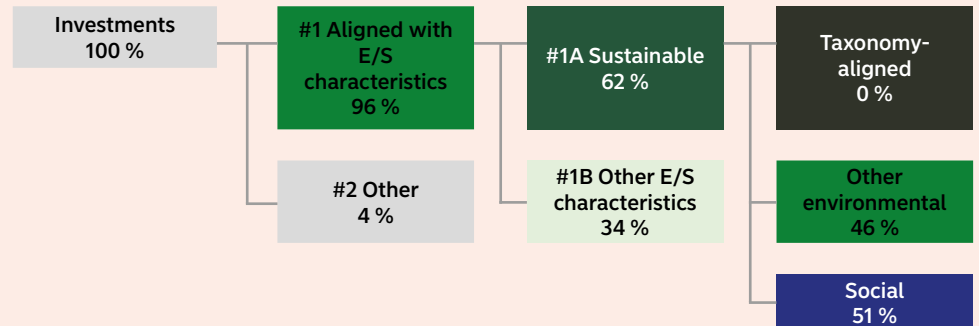 Investments
100 %
#1 Aligned with
E/S
characteristics
96 %
#1A Sustainable
62 %
Taxonomy-
aligned
0 %
#2 Other
4 %
#1B Other E/S
characteristics
34 %
Other
environmental
46 %
Social
51 %